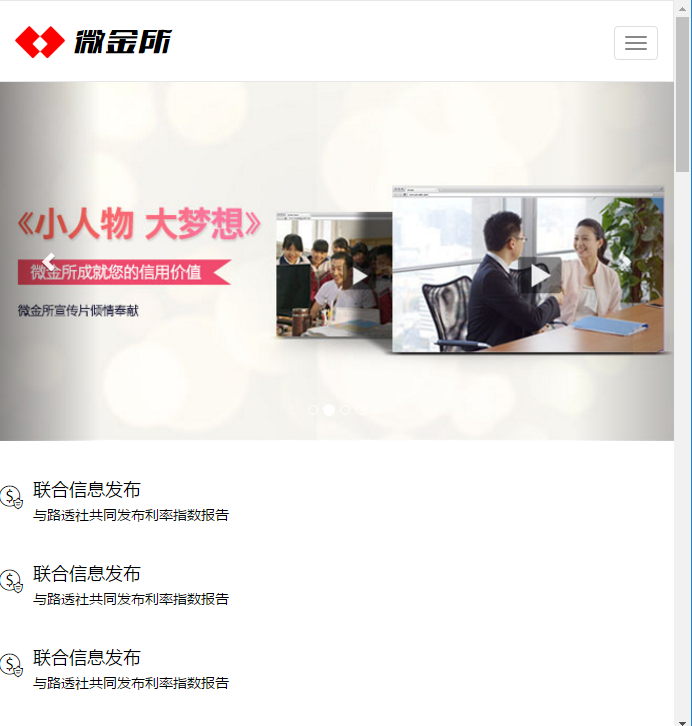 微金所
《小人物 大梦想》
微金所成就您的信用价值
微金所宣传片倾情奉献
联合信息发布
与路透社共同发布利率指数报告
联合信息发布
与路透社共同发布利率指数报告
联合信息发布
与路透社共同发布利率指数报告